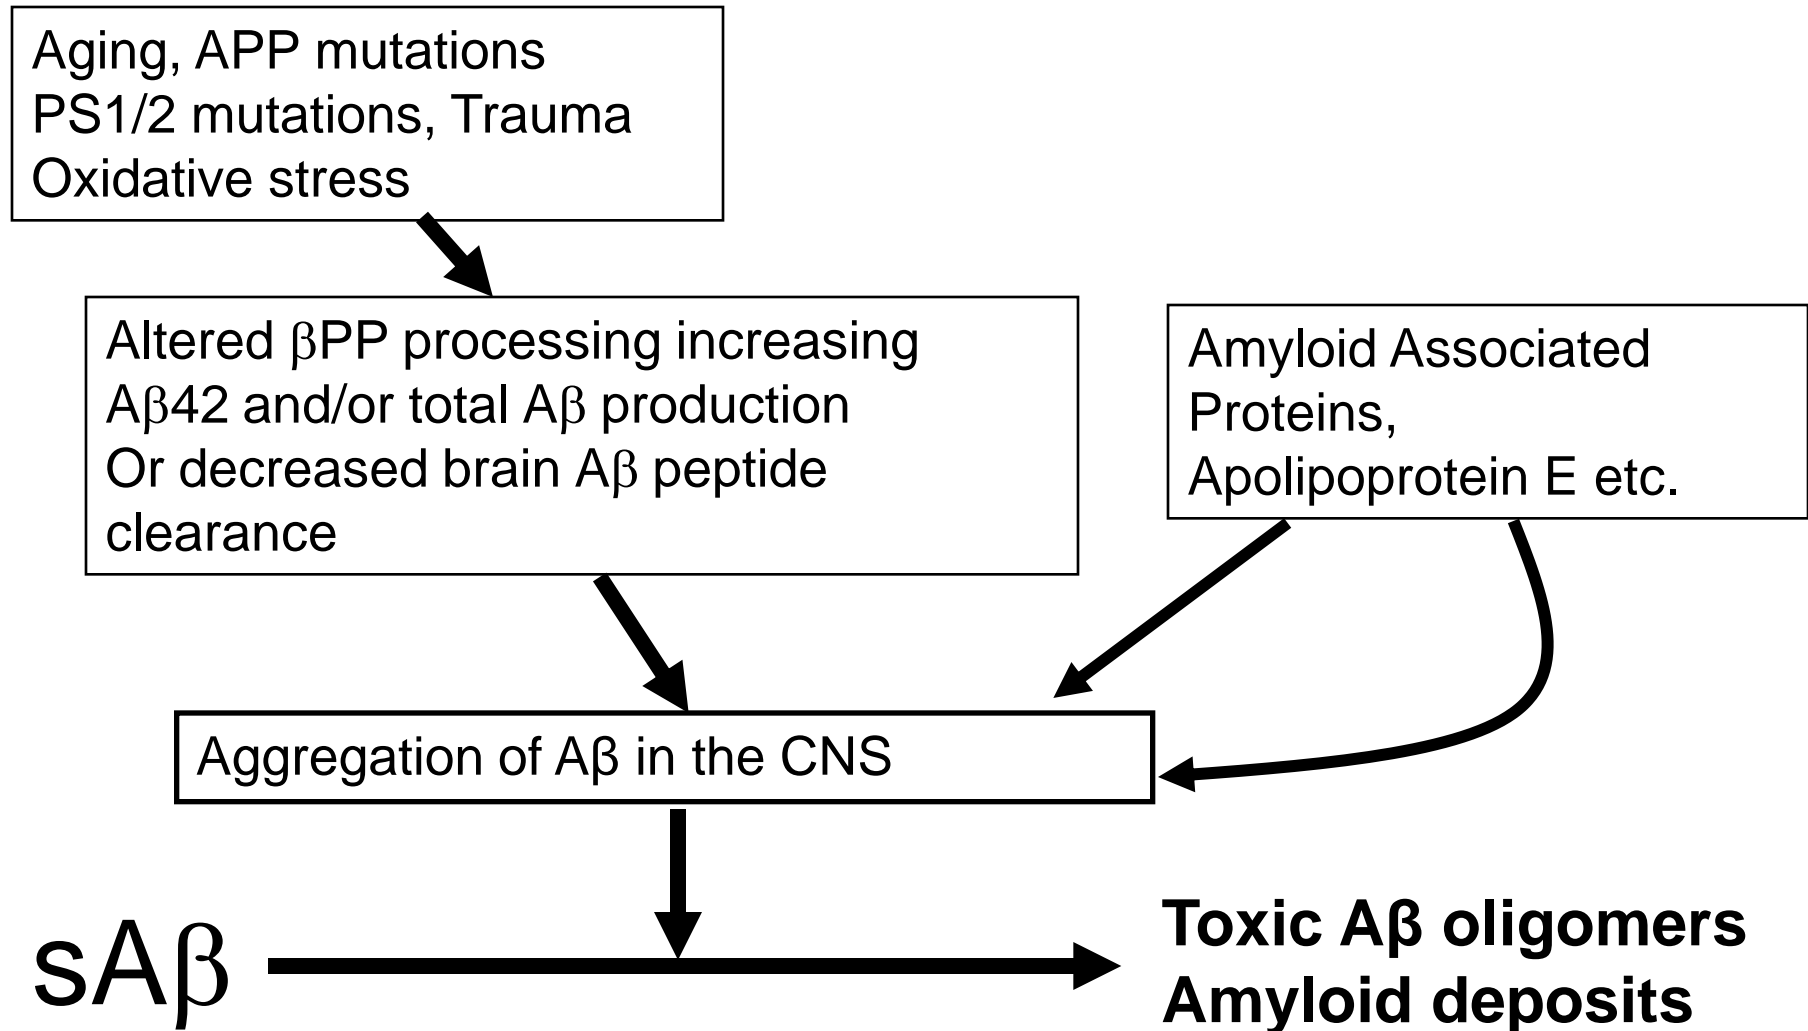 Aging, APP mutations
PS1/2 mutations, Trauma
Oxidative stress
Altered βPP processing increasing
Aβ42 and/or total Aβ production
Or decreased brain Aβ peptide
clearance
Amyloid Associated
Proteins,
Apolipoprotein E etc.
Aggregation of Aβ in the CNS
sAβ
Toxic Aβ oligomers
Amyloid deposits